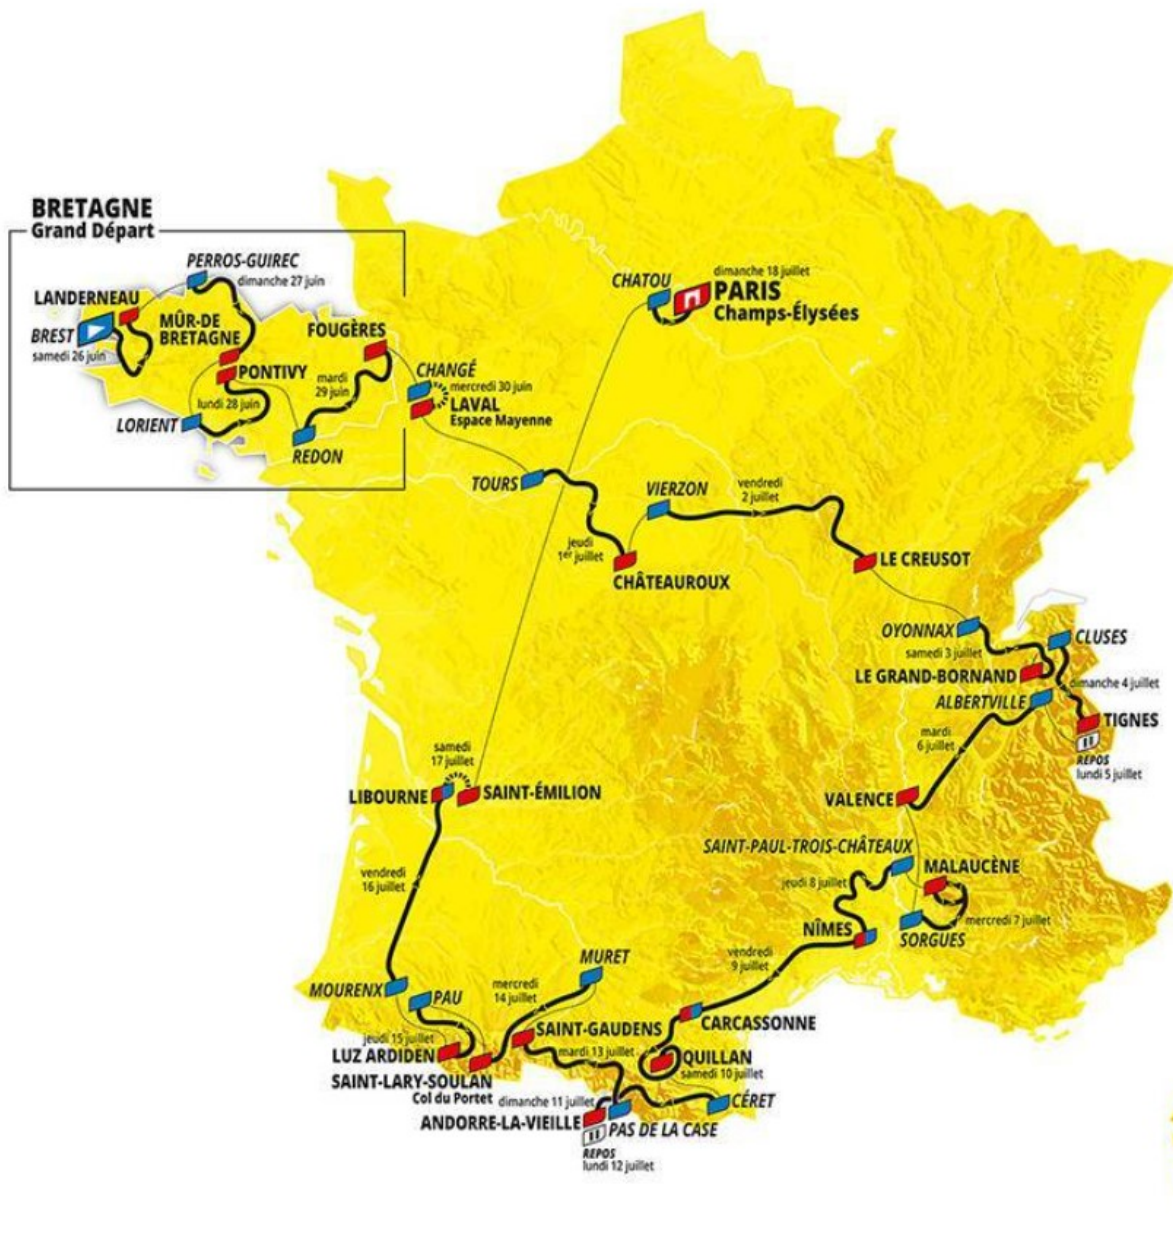 BRETAGNE
Grand Départ
PERROS-GUIREC
dimanche 27 juin
LANDERNEAU
BREST
samedi 26 juin
MÛR-DE
BRETAGNE
FOUGÈRES
PONTIVY
mardi
29 juin
lundi 28 juin
LORIENT
REDON
CHANGÉ
mercredi 30 juin
LAVAL
Espace Mayenne
CHATOU
dimanche 18 juillet
PARIS
Champs-Élysées
TOURS
VIERZON
vendredi
2 juillet
jeudi
1er juillet
CHÂTEAUROUX
LE CREUSOT
OYONNAX
samedi 3 juillet
CLUSES
LE GRAND-BORNAND
dimanche 4 juillet
ALBERTVILLE
TIGNES
REPOS
lundi 5 juillet
mardi
6 juillet
VALENCE
samedi
17 juillet
LIBOURNE
SAINT-ÉMILION
SAINT-PAUL-TROIS-CHÂTEAUX
MALAUCÈNE
jeudi 8 juillet
mercredi 7 juillet
NÎMES
SORGUES
vendredi
16 juillet
vendredi
9 juillet
MURET
mercredi
14 juillet
MOURENX
PAU
CARCASSONNE
SAINT-GAUDENS
jeudi 15 juillet
LUZ ARDIDEN
mardi 13 juillet
QUILLAN
samedi 10 juillet
SAINT-LARY-SOULAN
Col du Portet
dimanche 11 juillet
CÉRET
ANDORRE-LA-VIEILLE
PAS DE LA CASE
REPOS
lundi 12 juillet